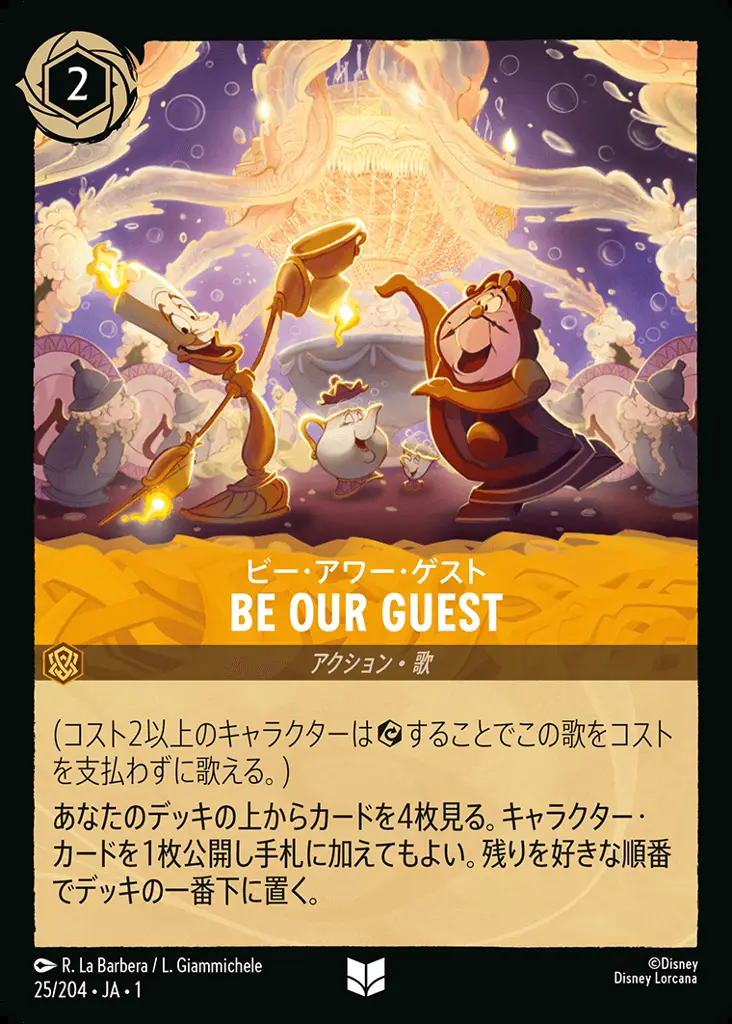 2
ビー・アワー・ゲスト
BE OUR GUEST
アクション・歌
(コスト2以上のキャラクターはすることでこの歌をコスト
を支払わずに歌える。)
あなたのデッキの上からカードを4枚見る。キャラクター・
カードを1枚公開し手札に加えてもよい。残りを好きな順番
でデッキの一番下に置く。
R. La Barbera / L. Giammichele
25/204 • JA • 1
©Disney
Disney Lorcana